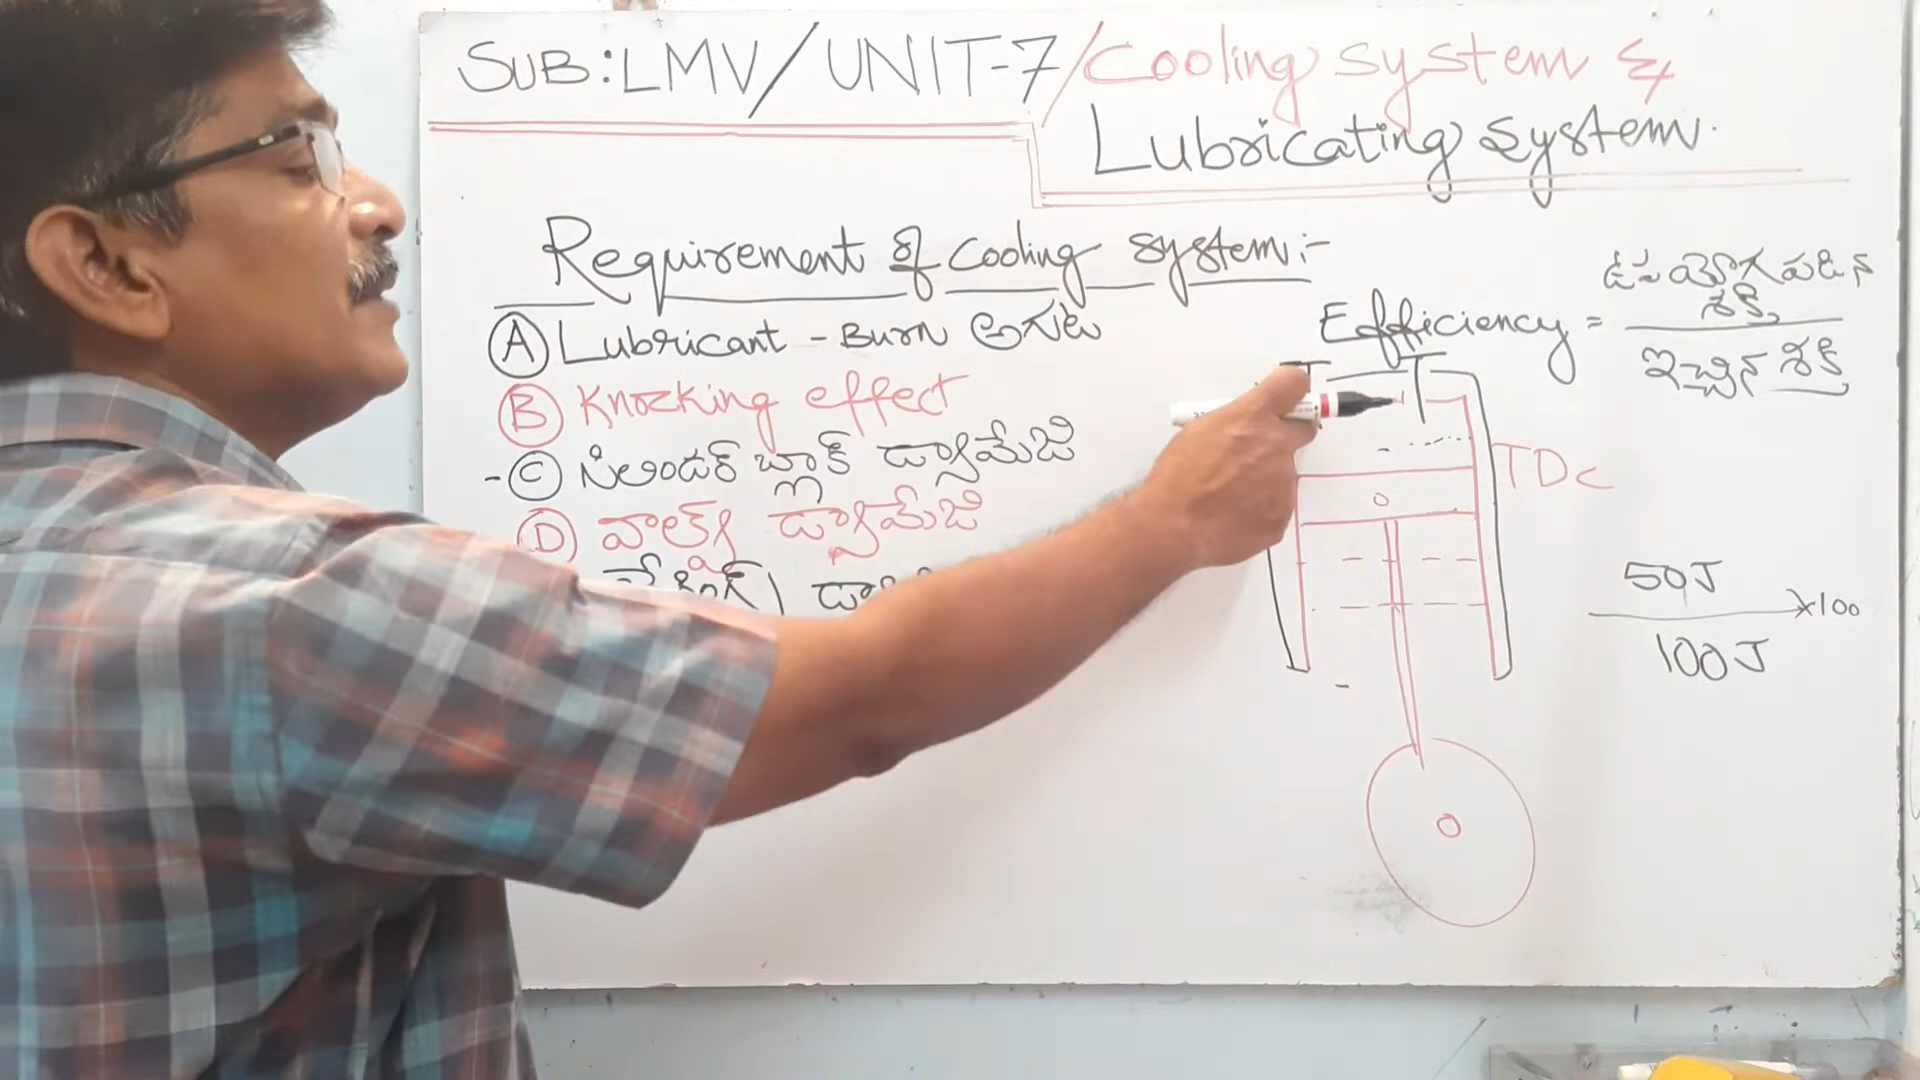 SUB:LMV/UNIT-7/Cooling system &
Lubricating system.
Requirement of cooling system:-
A Lubricant - Burn అగుట
B Knocking effect
- C సిలిండర్ బ్లాక్ డ్యామేజి
D వాల్వ్ డ్యామేజి
Efficiency = ఉపయోగపడిన శక్తి
ఇచ్చిన శక్తి
TDC
50J
×100
100J